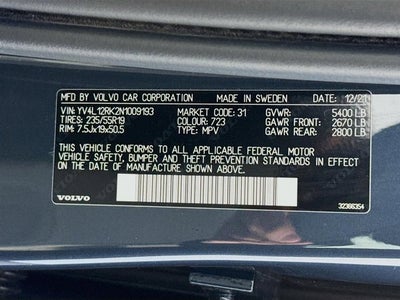 MFD BY VOLVO CAR CORPORATION MADE IN SWEDEN DATE: 12/20
VIN: YV4L12RK2N1009193 MARKET CODE: 31 GVWR: 5400 LB
TIRES: 235/55R19 COLOUR: 723 GAWR FRONT: 2670 LB
RIM: 7.5Jx19x50.5 TYPE: MPV GAWR REAR: 2800 LB
THIS VEHICLE CONFORMS TO ALL APPLICABLE FEDERAL MOTOR
VEHICLE SAFETY, BUMPER AND THEFT PREVENTION STANDARDS IN
EFFECT ON THE DATE OF MANUFACTURE SHOWN ABOVE.
VOLVO 32366354